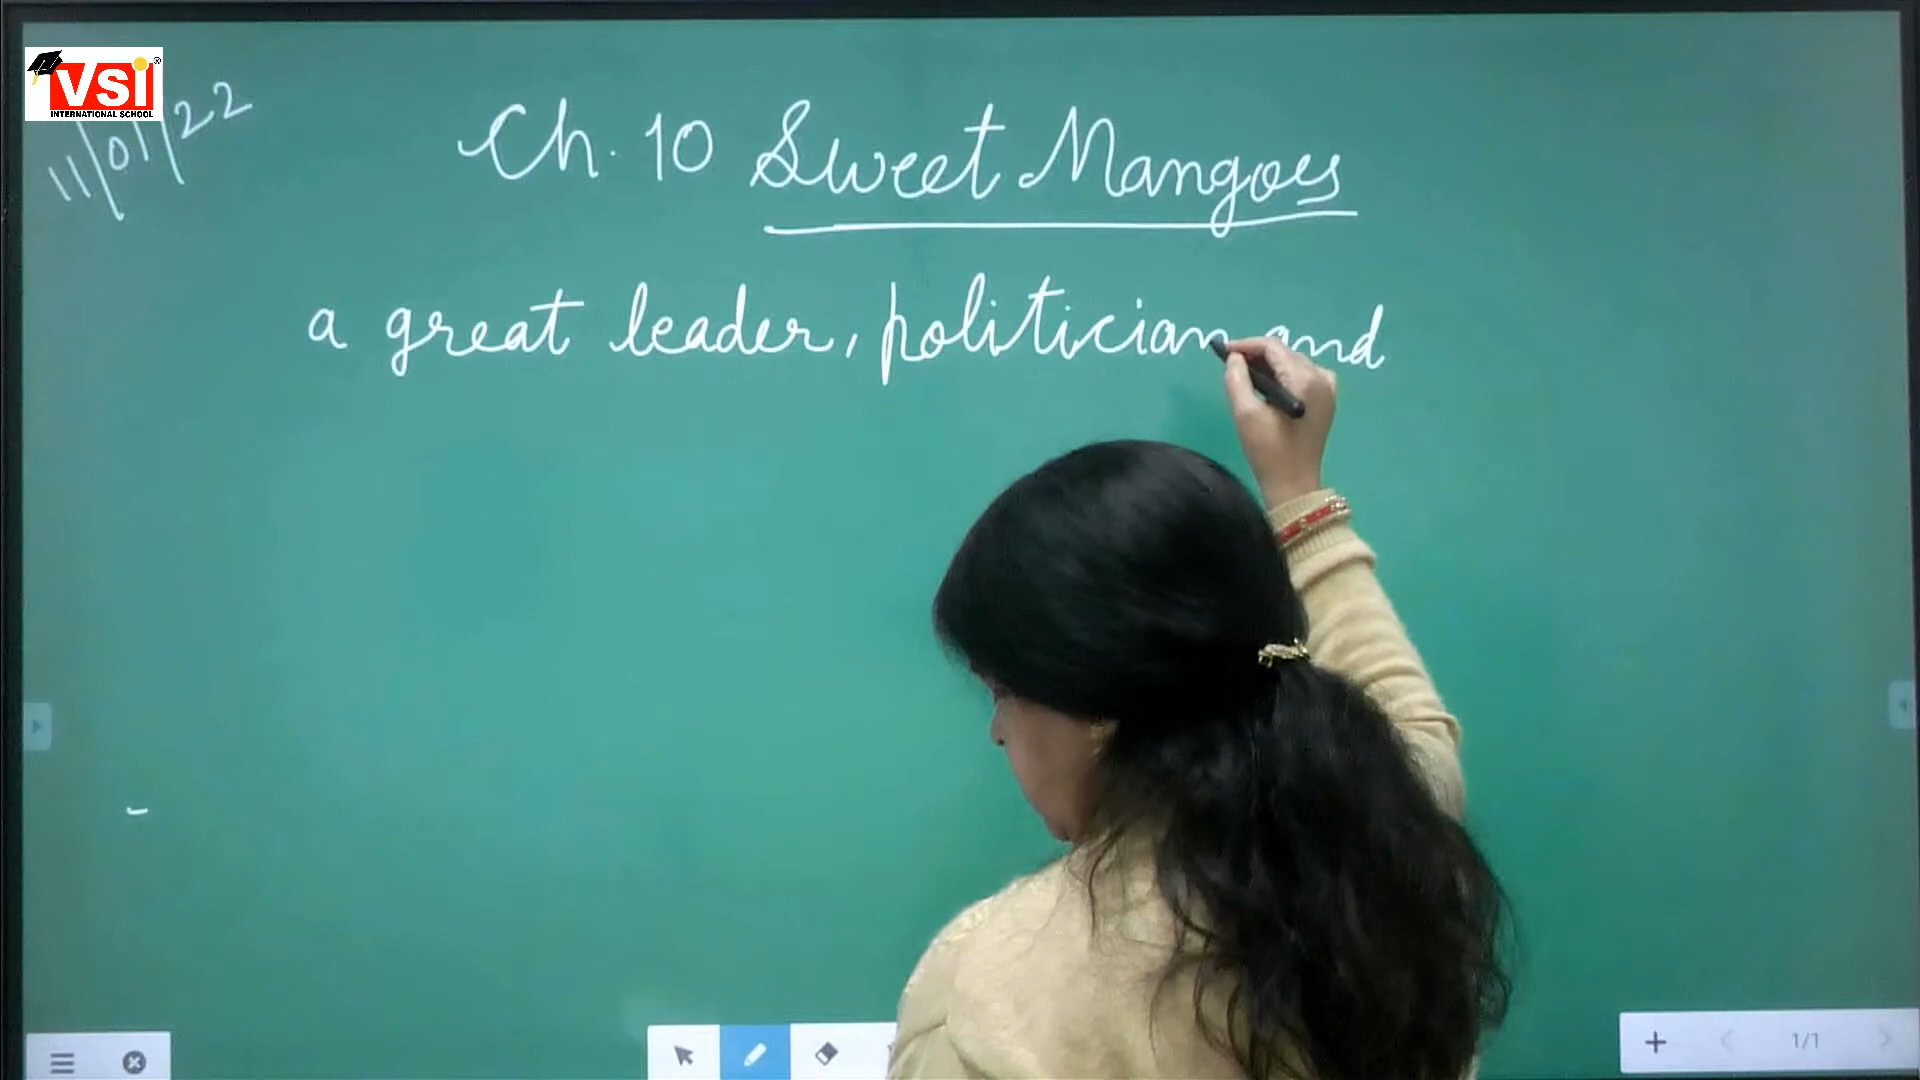 VSI
INTERNATIONAL SCHOOL
11/01/22
Ch. 10 Sweet Mangoes
a great leader, politician and
1/1